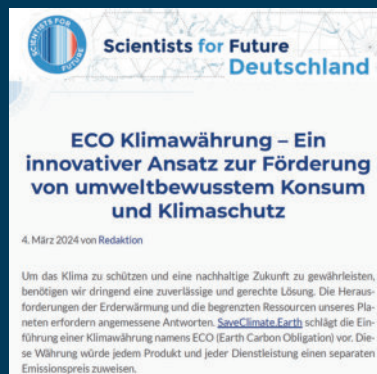 SCIENTISTS FOR FUTURE
Scientists for Future
Deutschland
ECO Klimawährung – Ein
innovativer Ansatz zur Förderung
von umweltbewusstem Konsum
und Klimaschutz
4. März 2024 von Redaktion
Um das Klima zu schützen und eine nachhaltige Zukunft zu gewährleisten,
benötigen wir dringend eine zuverlässige und gerechte Lösung. Die Heraus-
forderungen der Erderwärmung und die begrenzten Ressourcen unseres Pla-
neten erfordern angemessene Antworten. SaveClimate.Earth schlägt die Ein-
führung einer Klimawährung namens ECO (Earth Carbon Obligation) vor. Die-
se Währung würde jedem Produkt und jeder Dienstleistung einen separaten
Emissionspreis zuweisen.